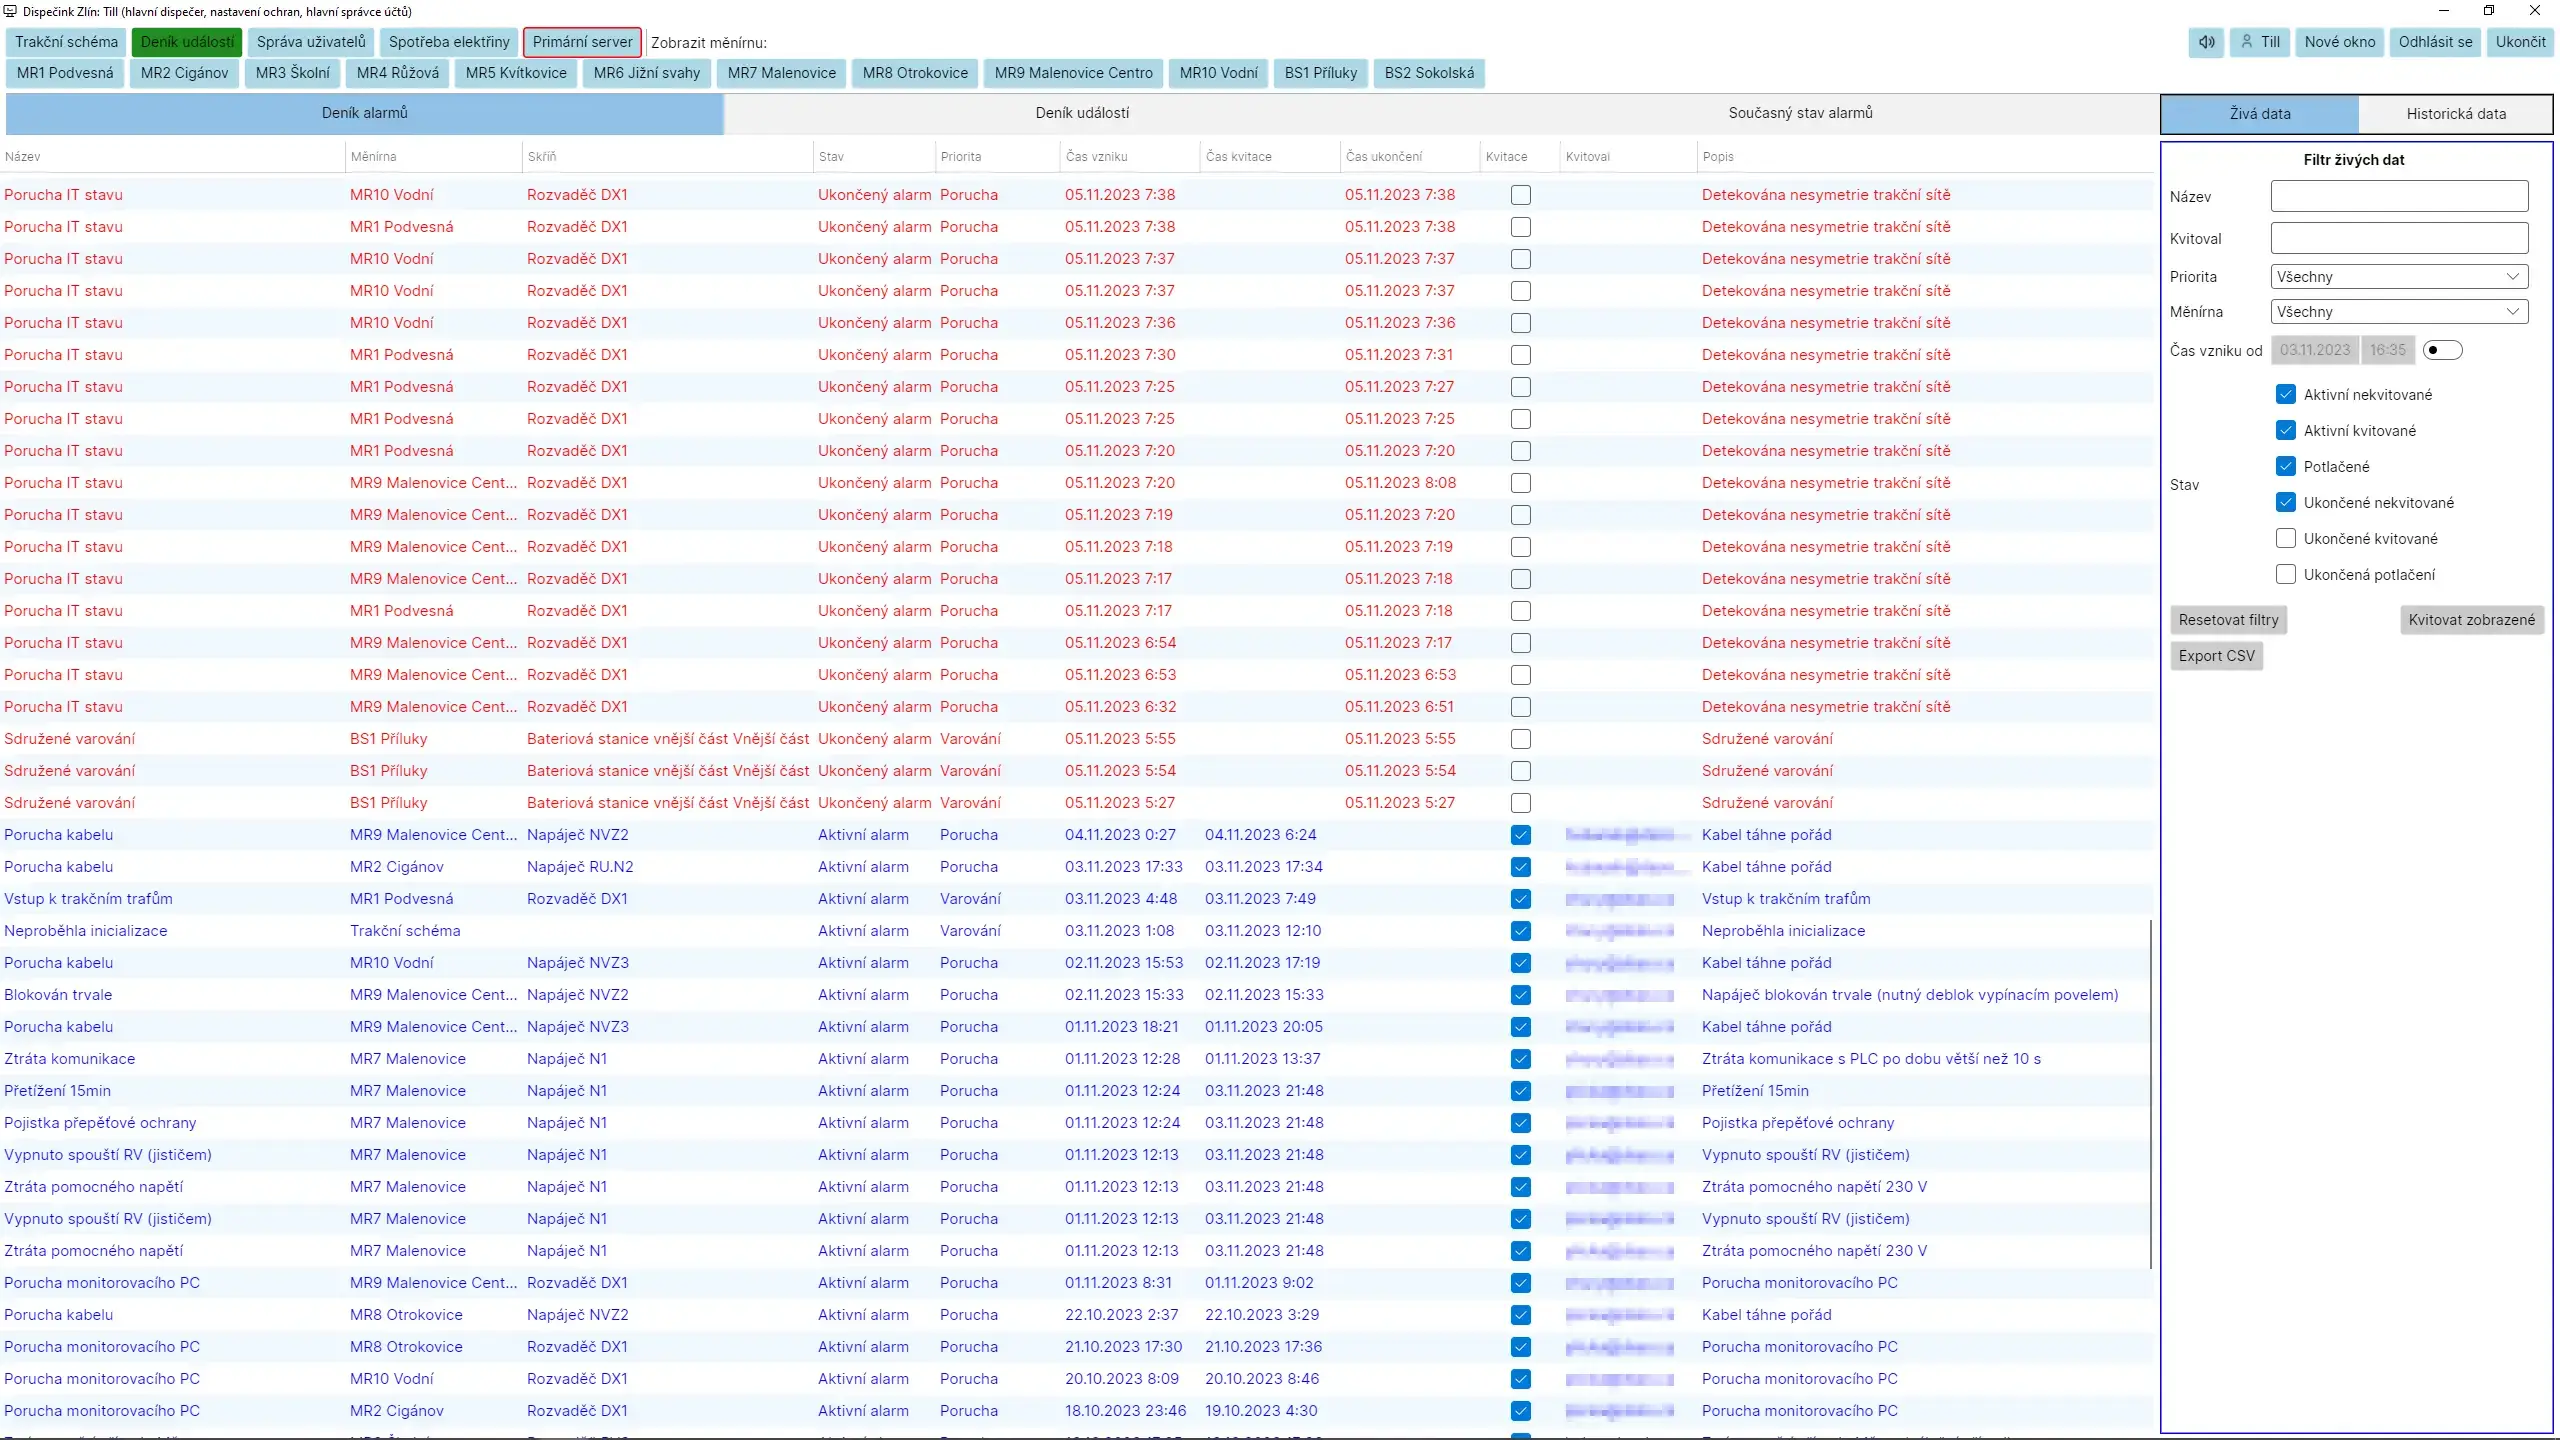 Dispečink Zlín: Till (hlavní dispečer, nastavení ochran, hlavní správce účtů)
Trakční schéma Deník událostí Správa uživatelů Spotřeba elektřiny Primární server Zobrazit měnírnu: Till Nové okno Odhlásit se Ukončit
MR1 Podvesná MR2 Cigánov MR3 Školní MR4 Růžová MR5 Kvítkovice MR6 Jižní svahy MR7 Malenovice MR8 Otrokovice MR9 Malenovice Centro MR10 Vodní BS1 Příluky BS2 Sokolská
Deník alarmů Deník událostí Současný stav alarmů
Název Měnírna Skříň Stav Priorita Čas vzniku Čas kvitace Čas ukončení Kvitace Kvitoval Popis
Porucha IT stavu MR10 Vodní Rozvaděč DX1 Ukončený alarm Porucha 05.11.2023 7:38 05.11.2023 7:38 Detekována nesymetrie trakční sítě
Porucha IT stavu MR1 Podvesná Rozvaděč DX1 Ukončený alarm Porucha 05.11.2023 7:38 05.11.2023 7:38 Detekována nesymetrie trakční sítě
Porucha IT stavu MR10 Vodní Rozvaděč DX1 Ukončený alarm Porucha 05.11.2023 7:37 05.11.2023 7:37 Detekována nesymetrie trakční sítě
Porucha IT stavu MR10 Vodní Rozvaděč DX1 Ukončený alarm Porucha 05.11.2023 7:37 05.11.2023 7:37 Detekována nesymetrie trakční sítě
Porucha IT stavu MR10 Vodní Rozvaděč DX1 Ukončený alarm Porucha 05.11.2023 7:36 05.11.2023 7:36 Detekována nesymetrie trakční sítě
Porucha IT stavu MR1 Podvesná Rozvaděč DX1 Ukončený alarm Porucha 05.11.2023 7:30 05.11.2023 7:31 Detekována nesymetrie trakční sítě
Porucha IT stavu MR1 Podvesná Rozvaděč DX1 Ukončený alarm Porucha 05.11.2023 7:25 05.11.2023 7:27 Detekována nesymetrie trakční sítě
Porucha IT stavu MR1 Podvesná Rozvaděč DX1 Ukončený alarm Porucha 05.11.2023 7:25 05.11.2023 7:25 Detekována nesymetrie trakční sítě
Porucha IT stavu MR1 Podvesná Rozvaděč DX1 Ukončený alarm Porucha 05.11.2023 7:20 05.11.2023 7:20 Detekována nesymetrie trakční sítě
Porucha IT stavu MR9 Malenovice Cent... Rozvaděč DX1 Ukončený alarm Porucha 05.11.2023 7:20 05.11.2023 8:08 Detekována nesymetrie trakční sítě
Porucha IT stavu MR9 Malenovice Cent... Rozvaděč DX1 Ukončený alarm Porucha 05.11.2023 7:19 05.11.2023 7:20 Detekována nesymetrie trakční sítě
Porucha IT stavu MR9 Malenovice Cent... Rozvaděč DX1 Ukončený alarm Porucha 05.11.2023 7:18 05.11.2023 7:19 Detekována nesymetrie trakční sítě
Porucha IT stavu MR9 Malenovice Cent... Rozvaděč DX1 Ukončený alarm Porucha 05.11.2023 7:17 05.11.2023 7:18 Detekována nesymetrie trakční sítě
Porucha IT stavu MR1 Podvesná Rozvaděč DX1 Ukončený alarm Porucha 05.11.2023 7:17 05.11.2023 7:18 Detekována nesymetrie trakční sítě
Porucha IT stavu MR9 Malenovice Cent... Rozvaděč DX1 Ukončený alarm Porucha 05.11.2023 6:54 05.11.2023 7:17 Detekována nesymetrie trakční sítě
Porucha IT stavu MR9 Malenovice Cent... Rozvaděč DX1 Ukončený alarm Porucha 05.11.2023 6:53 05.11.2023 6:53 Detekována nesymetrie trakční sítě
Porucha IT stavu MR9 Malenovice Cent... Rozvaděč DX1 Ukončený alarm Porucha 05.11.2023 6:32 05.11.2023 6:51 Detekována nesymetrie trakční sítě
Sdružené varování BS1 Příluky Bateriová stanice vnější část Vnější část Ukončený alarm Varování 05.11.2023 5:55 05.11.2023 5:55 Sdružené varování
Sdružené varování BS1 Příluky Bateriová stanice vnější část Vnější část Ukončený alarm Varování 05.11.2023 5:54 05.11.2023 5:54 Sdružené varování
Sdružené varování BS1 Příluky Bateriová stanice vnější část Vnější část Ukončený alarm Varování 05.11.2023 5:27 05.11.2023 5:27 Sdružené varování
Porucha kabelu MR9 Malenovice Cent... Napáječ NVZ2 Aktivní alarm Porucha 04.11.2023 0:27 04.11.2023 6:24 Kabel táhne pořád
Porucha kabelu MR2 Cigánov Napáječ RU.N2 Aktivní alarm Porucha 03.11.2023 17:33 03.11.2023 17:34 Kabel táhne pořád
Vstup k trakčním trafům MR1 Podvesná Rozvaděč DX1 Aktivní alarm Varování 03.11.2023 4:48 03.11.2023 7:49 Vstup k trakčním trafům
Neproběhla inicializace Trakční schéma Aktivní alarm Varování 03.11.2023 1:08 03.11.2023 12:10 Neproběhla inicializace
Porucha kabelu MR10 Vodní Napáječ NVZ3 Aktivní alarm Porucha 02.11.2023 15:53 02.11.2023 17:19 Kabel táhne pořád
Blokován trvale MR9 Malenovice Cent... Napáječ NVZ2 Aktivní alarm Porucha 02.11.2023 15:33 02.11.2023 15:33 Napáječ blokován trvale (nutný deblok vypínacím povelem)
Porucha kabelu MR9 Malenovice Cent... Napáječ NVZ3 Aktivní alarm Porucha 01.11.2023 18:21 01.11.2023 20:05 Kabel táhne pořád
Ztráta komunikace MR7 Malenovice Napáječ N1 Aktivní alarm Porucha 01.11.2023 12:28 01.11.2023 13:37 Ztráta komunikace s PLC po dobu větší než 10 s
Přetížení 15min MR7 Malenovice Napáječ N1 Aktivní alarm Porucha 01.11.2023 12:24 03.11.2023 21:48 Přetížení 15min
Pojistka přepěťové ochrany MR7 Malenovice Napáječ N1 Aktivní alarm Porucha 01.11.2023 12:24 03.11.2023 21:48 Pojistka přepěťové ochrany
Vypnuto spouští RV (jističem) MR7 Malenovice Napáječ N1 Aktivní alarm Porucha 01.11.2023 12:13 03.11.2023 21:48 Vypnuto spouští RV (jističem)
Ztráta pomocného napětí MR7 Malenovice Napáječ N1 Aktivní alarm Porucha 01.11.2023 12:13 03.11.2023 21:48 Ztráta pomocného napětí 230 V
Vypnuto spouští RV (jističem) MR7 Malenovice Napáječ N1 Aktivní alarm Porucha 01.11.2023 12:13 03.11.2023 21:48 Vypnuto spouští RV (jističem)
Ztráta pomocného napětí MR7 Malenovice Napáječ N1 Aktivní alarm Porucha 01.11.2023 12:13 03.11.2023 21:48 Ztráta pomocného napětí 230 V
Porucha monitorovacího PC MR9 Malenovice Cent... Rozvaděč DX1 Aktivní alarm Porucha 01.11.2023 8:31 01.11.2023 9:02 Porucha monitorovacího PC
Porucha kabelu MR8 Otrokovice Napáječ NVZ2 Aktivní alarm Porucha 22.10.2023 2:37 22.10.2023 3:29 Kabel táhne pořád
Porucha monitorovacího PC MR8 Otrokovice Rozvaděč DX1 Aktivní alarm Porucha 21.10.2023 17:30 21.10.2023 17:36 Porucha monitorovacího PC
Porucha monitorovacího PC MR10 Vodní Rozvaděč DX1 Aktivní alarm Porucha 20.10.2023 8:09 20.10.2023 8:46 Porucha monitorovacího PC
Porucha monitorovacího PC MR2 Cigánov Rozvaděč DX1 Aktivní alarm Porucha 18.10.2023 23:46 19.10.2023 4:30 Porucha monitorovacího PC
Živá data Historická data
Filtr živých dat
Název
Kvitoval
Priorita Všechny
Měnírna Všechny
Čas vzniku od 03.11.2023 16:35
Aktivní nekvitované
Aktivní kvitované
Potlačené
Stav
Ukončené nekvitované
Ukončené kvitované
Ukončená potlačení
Resetovat filtry Kvitovat zobrazené
Export CSV